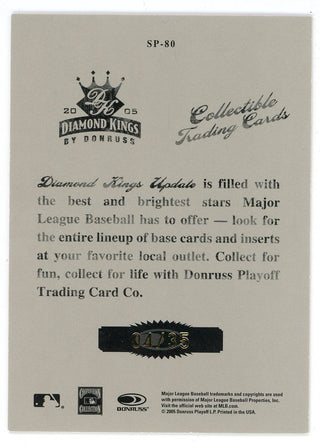 SP-80
DK
2005
DIAMOND KINGS
BY DONRUSS
Collectible
Trading Cards
Diamond Kings Update is filled with
the best and brightest stars Major
League Baseball has to offer — look for
the entire lineup of base cards and inserts
at your favorite local outlet. Collect for
fun, collect for life with Donruss Playoff
Trading Card Co.
04/35
DONRUSS
Major League Baseball trademarks and copyrights are used
with permission of Major League Baseball Properties, Inc.
Visit the official web site at MLB.com.
© 2005 Donruss Playoff L.P. Printed in the USA.